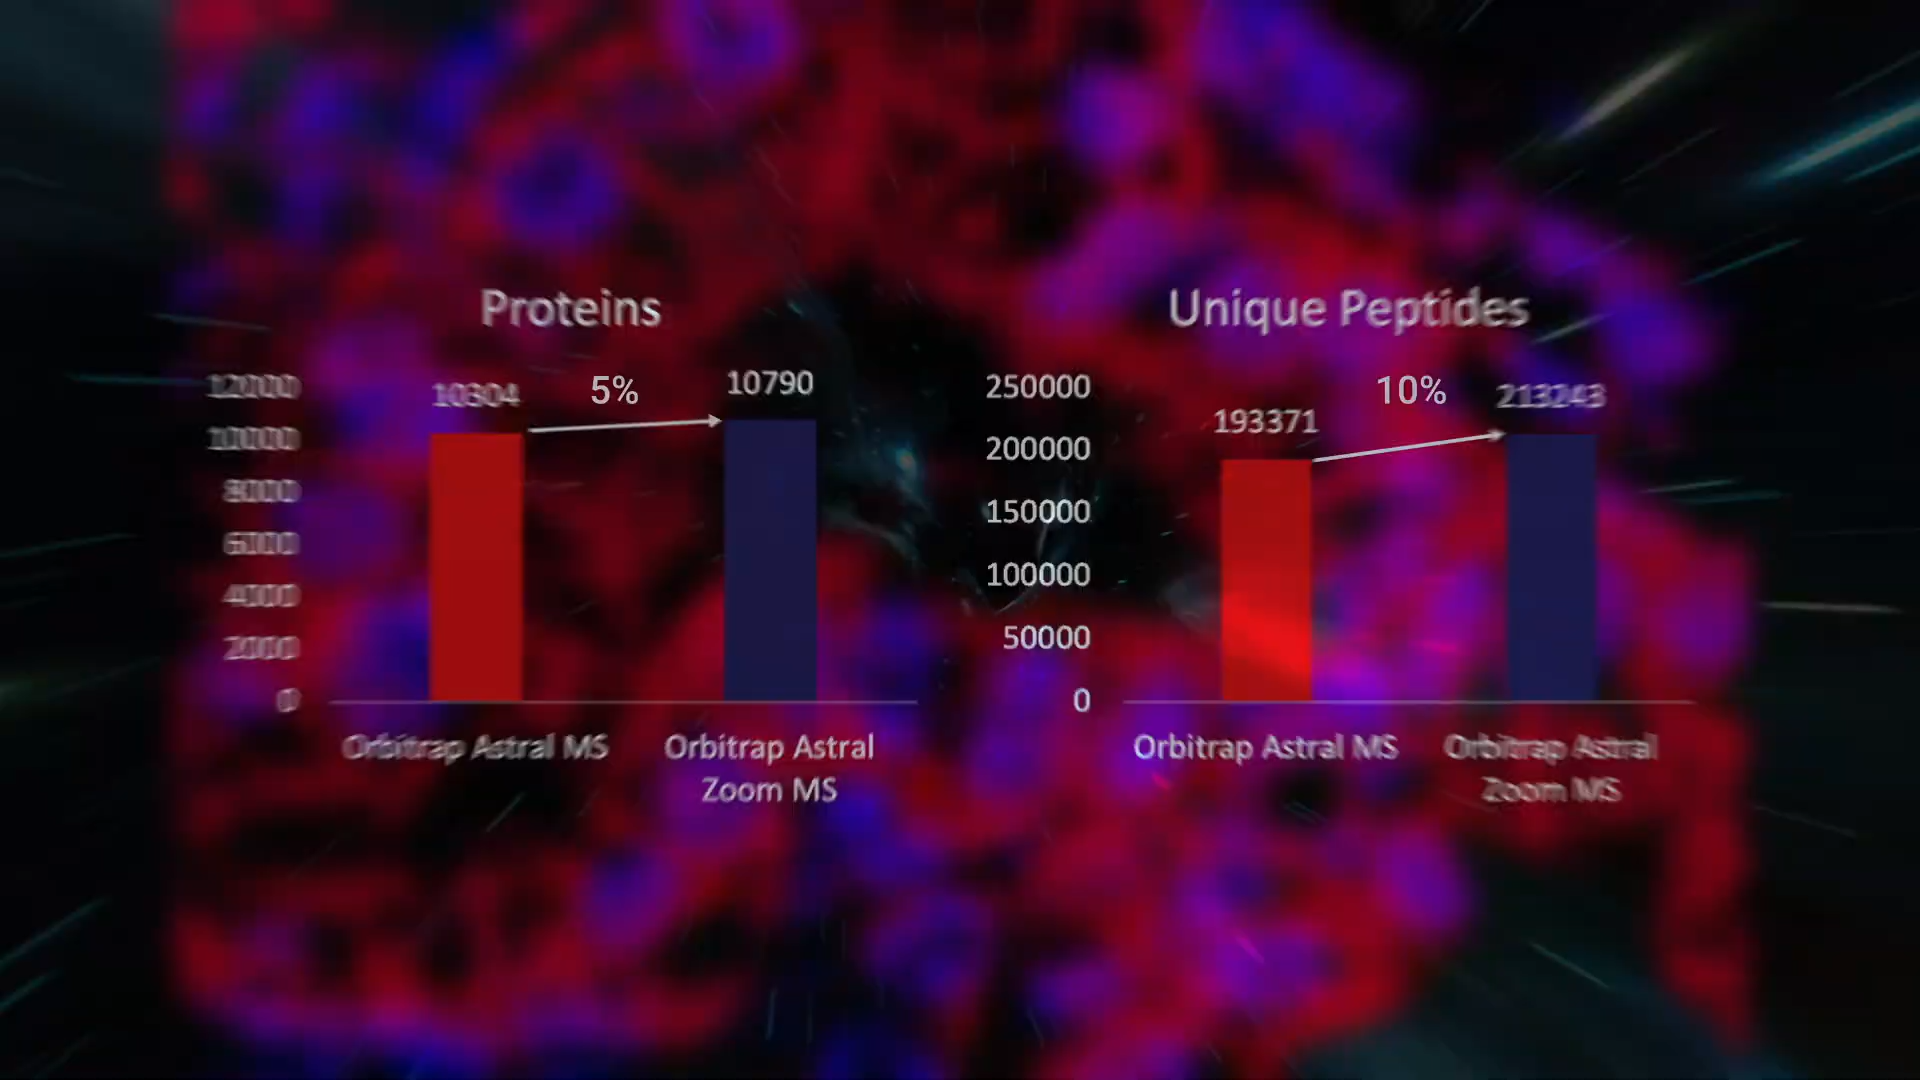 Proteins
12000
10000
8000
6000
4000
2000
0
10304
5%
10790
Orbitrap Astral MS
Orbitrap Astral
Zoom MS
Unique Peptides
250000
200000
150000
100000
50000
0
193371
10%
213243
Orbitrap Astral MS
Orbitrap Astral
Zoom MS